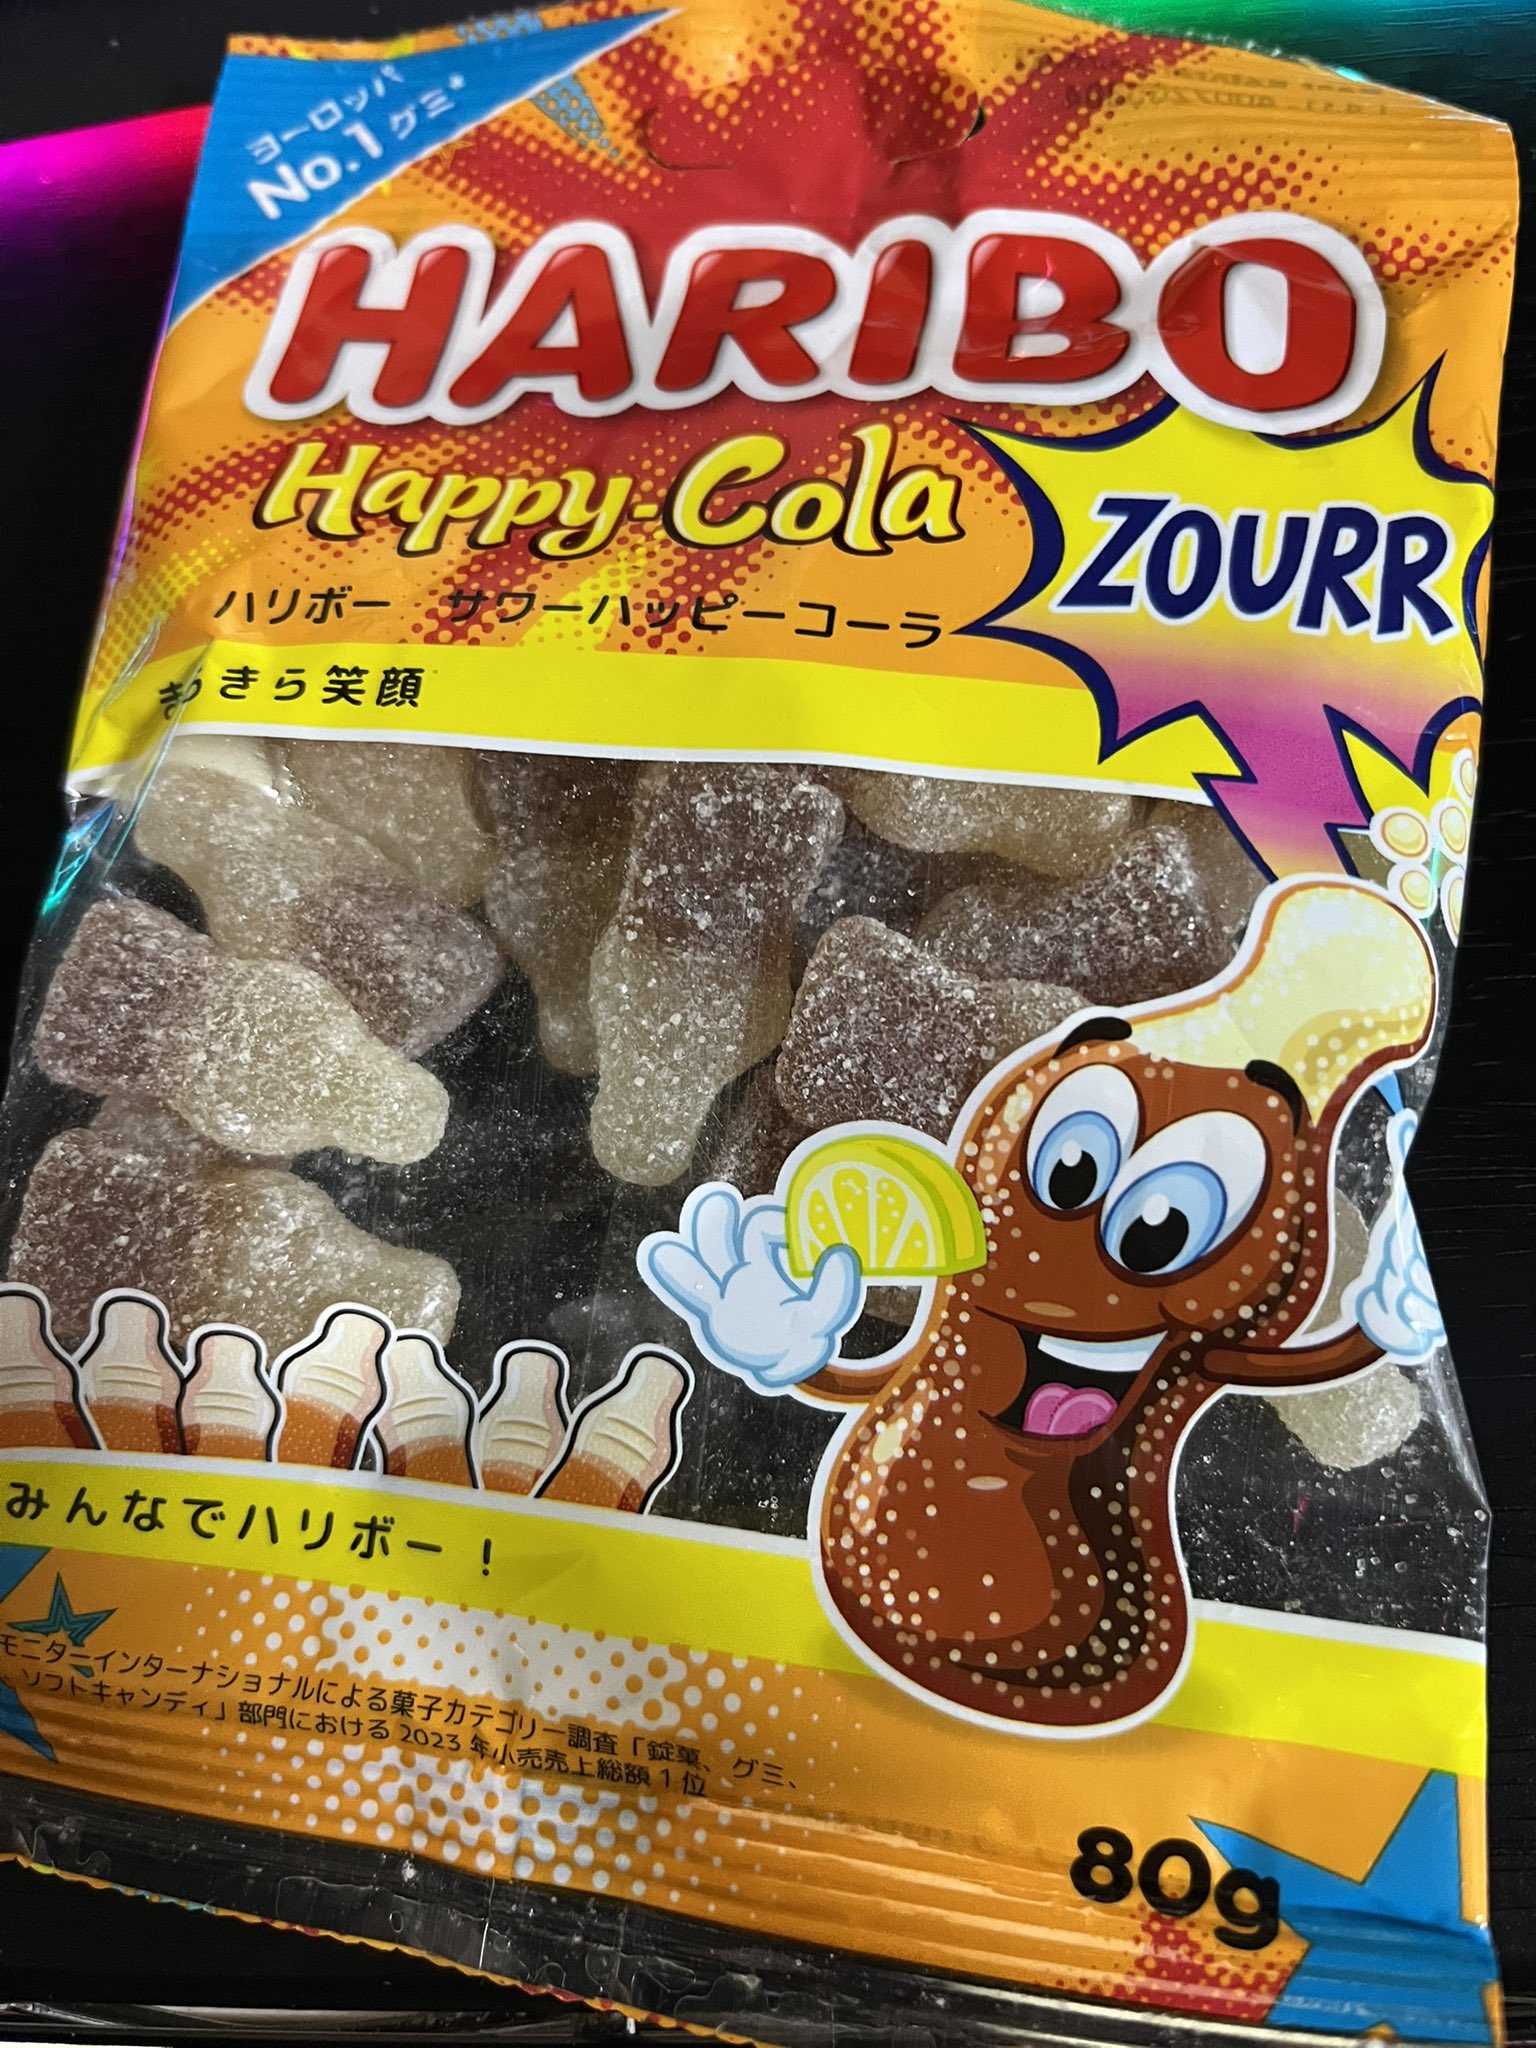 ヨーロッパ
No.1 グミ*
HARIBO
Happy-Cola
ZOURR
ハリボー サワーハッピーコーラ
きらきら笑顔
みんなでハリボー!
モニターインターナショナルによる菓子カテゴリー調査「錠菓、グミ、
ソフトキャンディ」部門における 2023 年小売売上総額 1 位
80g